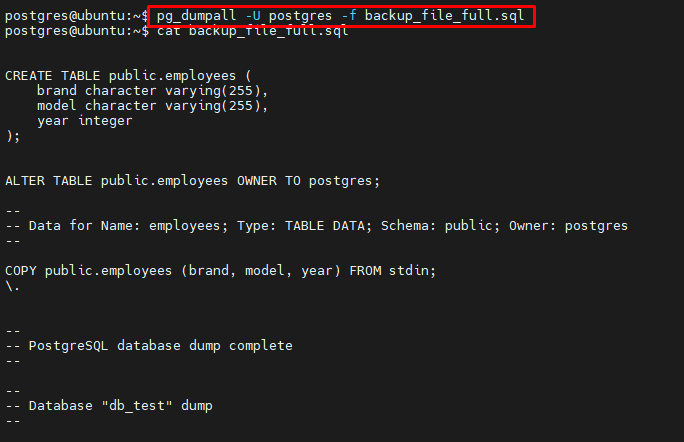 postgres@ubuntu:~$ pg_dumpall -U postgres -f backup_file_full.sql
postgres@ubuntu:~$ cat backup_file_full.sql
CREATE TABLE public.employees (
    brand character varying(255),
    model character varying(255),
    year integer
);
ALTER TABLE public.employees OWNER TO postgres;
--
-- Data for Name: employees; Type: TABLE DATA; Schema: public; Owner: postgres
--
COPY public.employees (brand, model, year) FROM stdin;
\.
--
-- PostgreSQL database dump complete
--
--
-- Database "db_test" dump
--